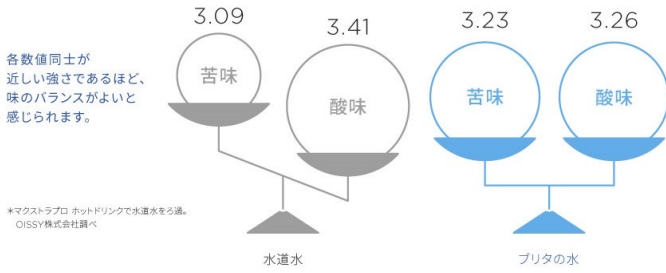 3.09
3.41
3.23
3.26
各数値同士が
近しい強さであるほど、
味のバランスがよいと
感じられます。
苦味
酸味
苦味
酸味
*マクストラプロ ホットドリンクで水道水をろ過。
OISSY株式会社調べ
水道水
ブリタの水